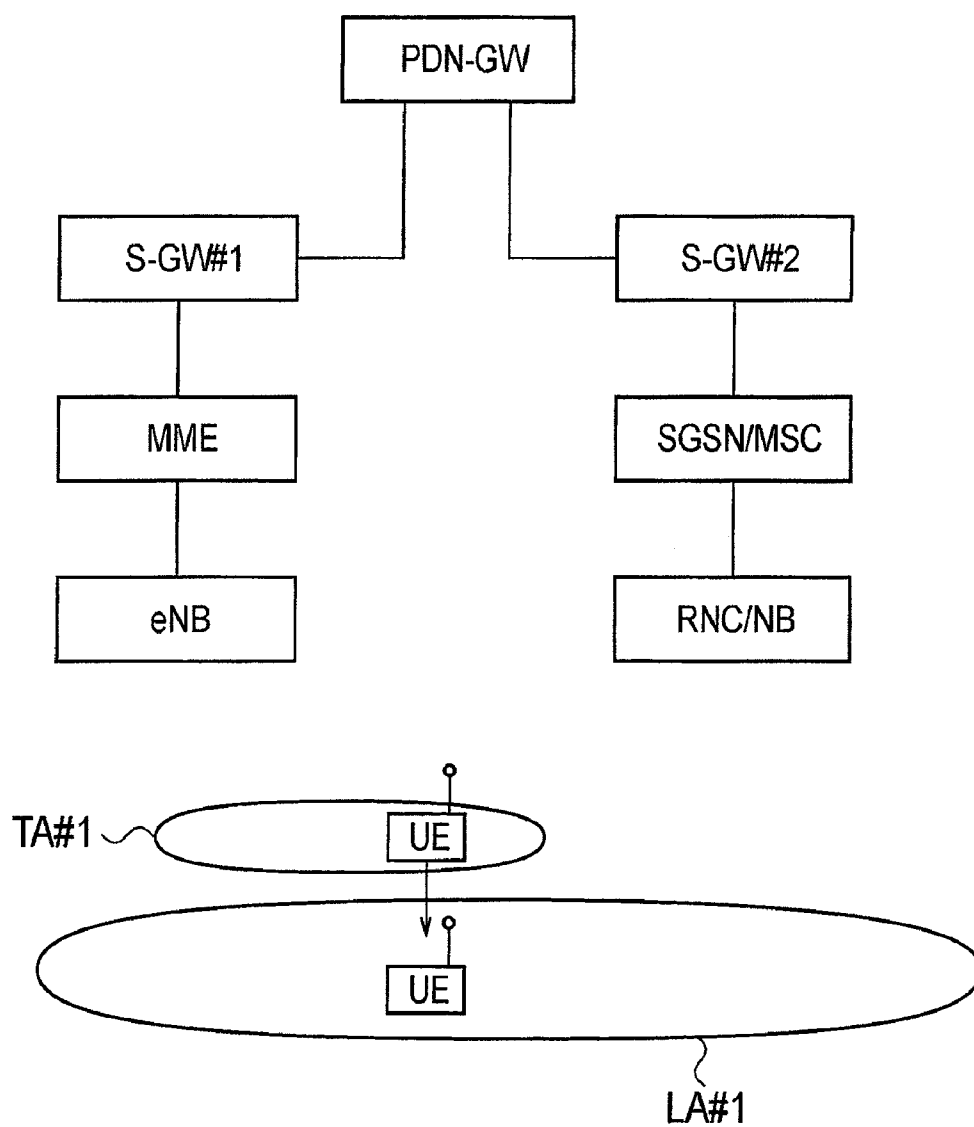 PDN-GW
S-GW#1
S-GW#2
MME
SGSN/MSC
eNB
RNC/NB
TA#1
UE
UE
LA#1